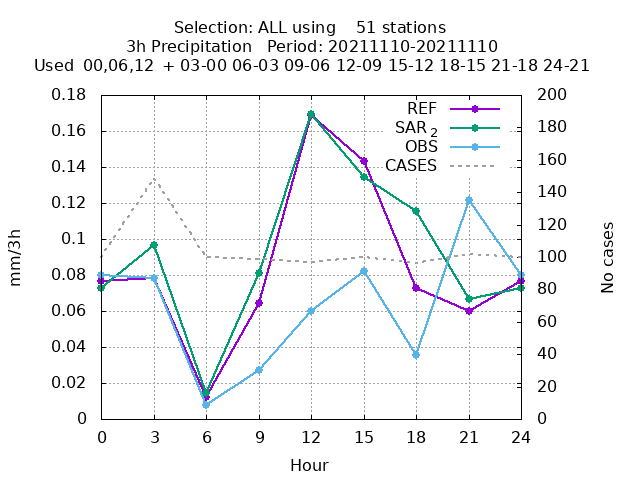 Selection: ALL using    51 stations
3h Precipitation   Period: 20211110-20211110
Used  00,06,12  + 03-00 06-03 09-06 12-09 15-12 18-15 21-18 24-21
REF
SAR 2
OBS
CASES
0.18
0.16
0.14
0.12
0.1
0.08
0.06
0.04
0.02
0
mm/3h
200
180
160
140
120
100
80
60
40
20
0
No cases
0 3 6 9 12 15 18 21 24
Hour